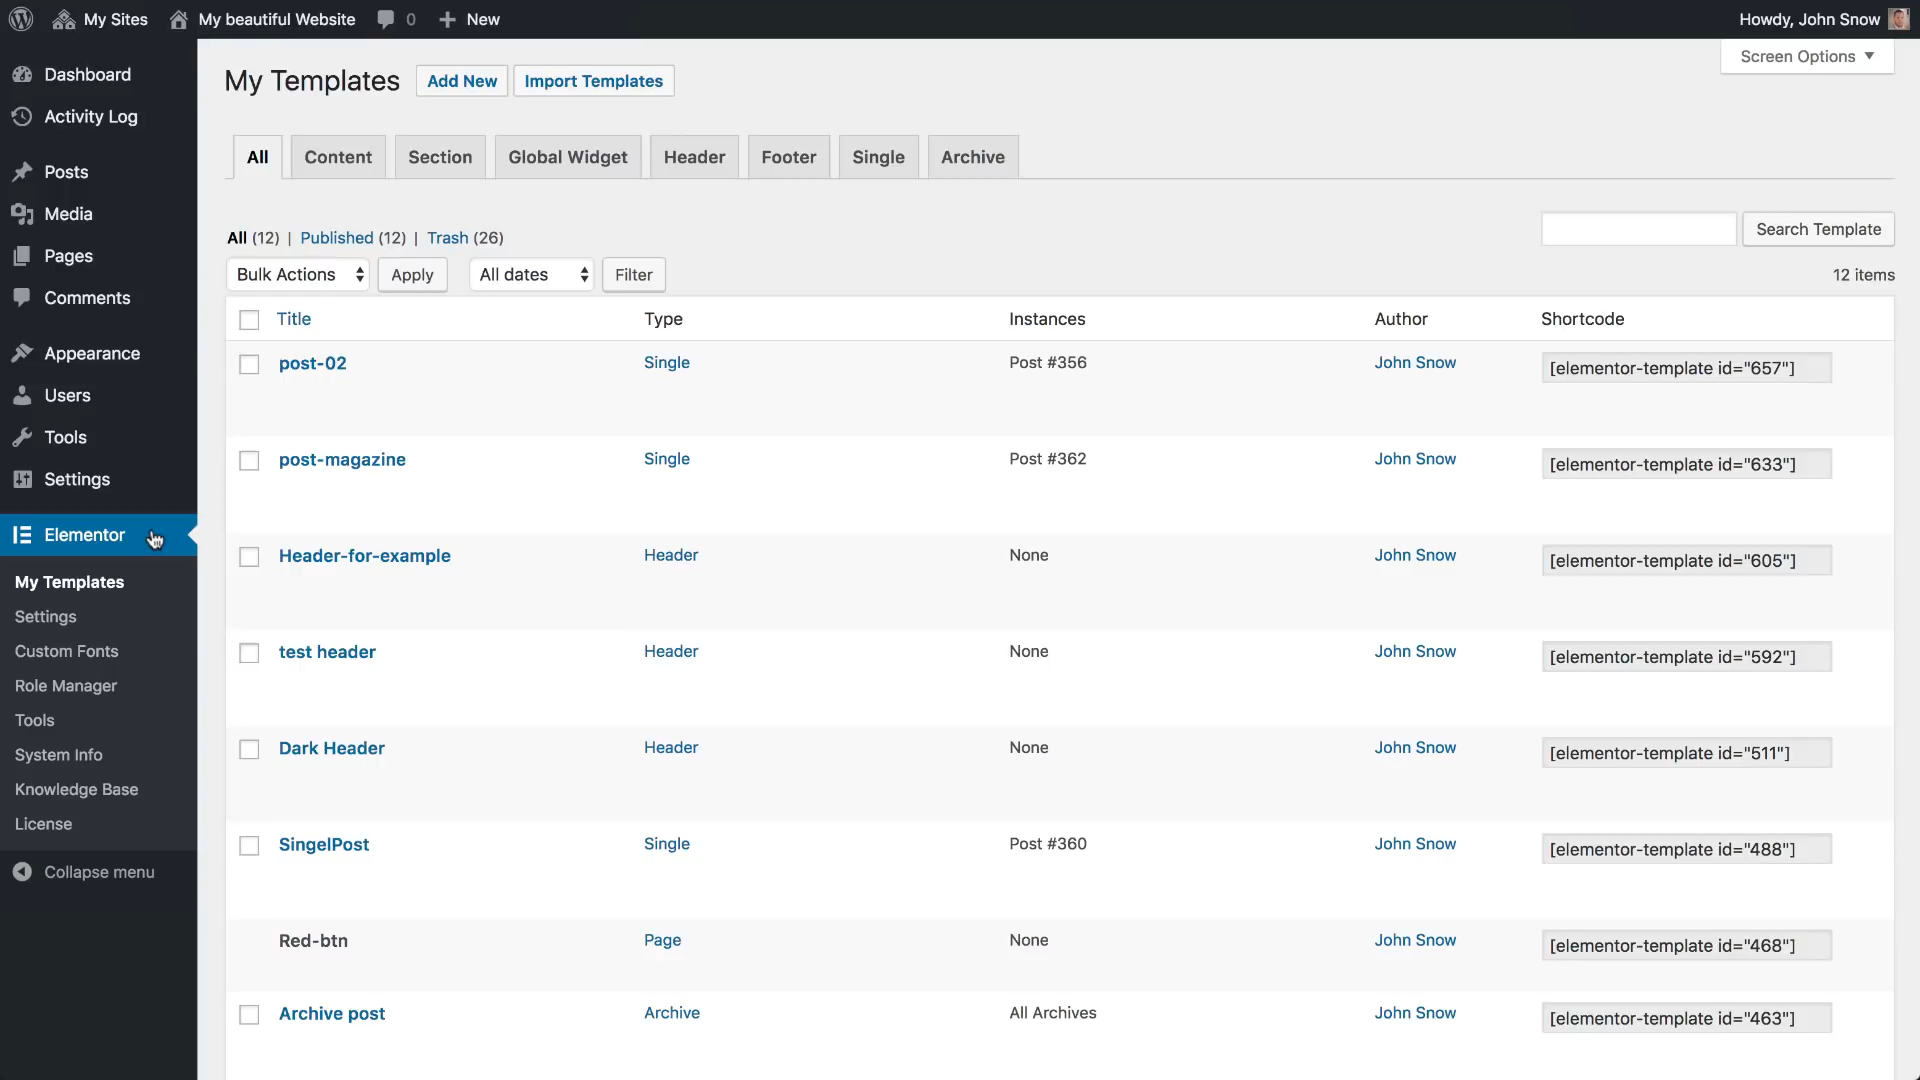 My Sites My beautiful Website 0 New Howdy, John Snow
Screen Options
Dashboard
Activity Log
Posts
Media
Pages
Comments
Appearance
Users
Tools
Settings
Elementor
My Templates
Settings
Custom Fonts
Role Manager
Tools
System Info
Knowledge Base
License
Collapse menu
My Templates Add New Import Templates
All Content Section Global Widget Header Footer Single Archive
All (12) | Published (12) | Trash (26)
Search Template
Bulk Actions Apply All dates Filter 12 items
Title Type Instances Author Shortcode
post-02 Single Post #356 John Snow [elementor-template id="657"]
post-magazine Single Post #362 John Snow [elementor-template id="633"]
Header-for-example Header None John Snow [elementor-template id="605"]
test header Header None John Snow [elementor-template id="592"]
Dark Header Header None John Snow [elementor-template id="511"]
SingelPost Single Post #360 John Snow [elementor-template id="488"]
Red-btn Page None John Snow [elementor-template id="468"]
Archive post Archive All Archives John Snow [elementor-template id="463"]